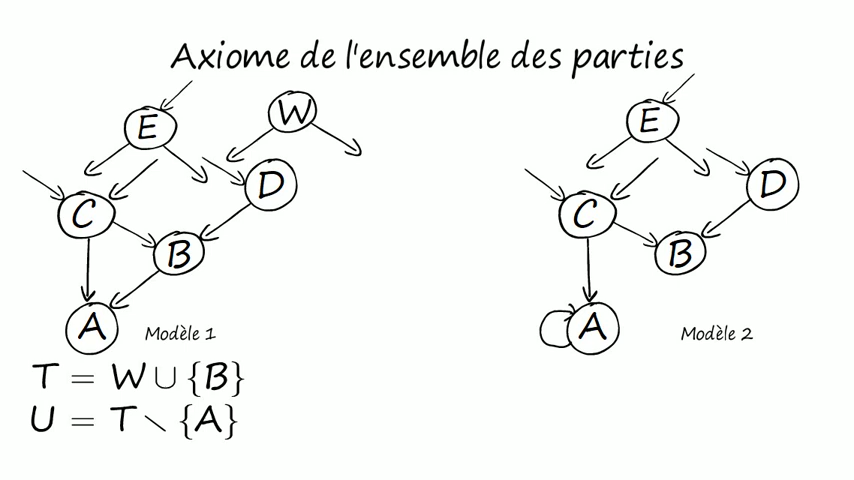 Axiome de l'ensemble des parties
E W E
C D C D
B B
A Modèle 1 A Modèle 2
T = W ∪ {B}
U = T ∖ {A}